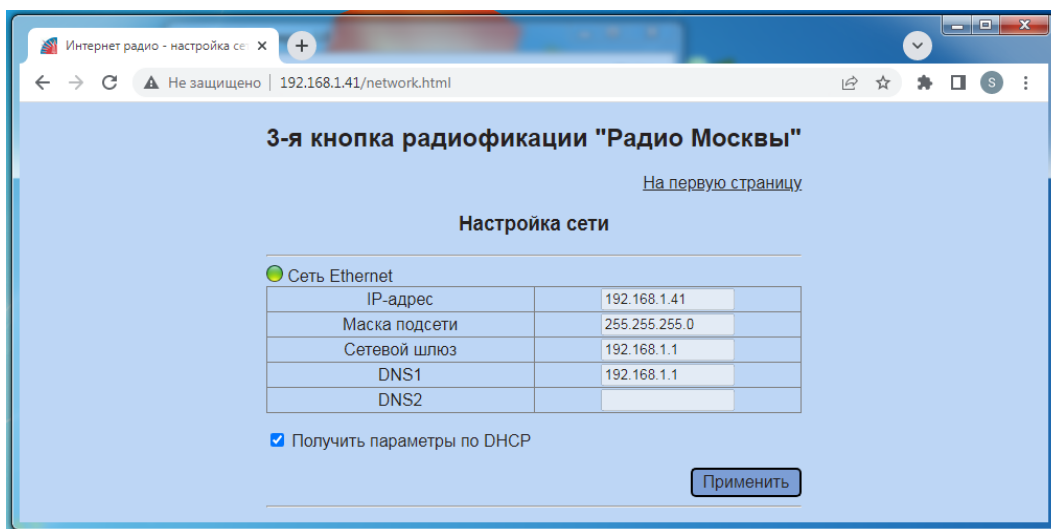 Интернет радио - настройка се
Не защищено | 192.168.1.41/network.html
S
3-я кнопка радиофикации "Радио Москвы"
На первую страницу
Настройка сети
Сеть Ethernet
IP-адрес 192.168.1.41
Маска подсети 255.255.255.0
Сетевой шлюз 192.168.1.1
DNS1 192.168.1.1
DNS2
Получить параметры по DHCP
Применить